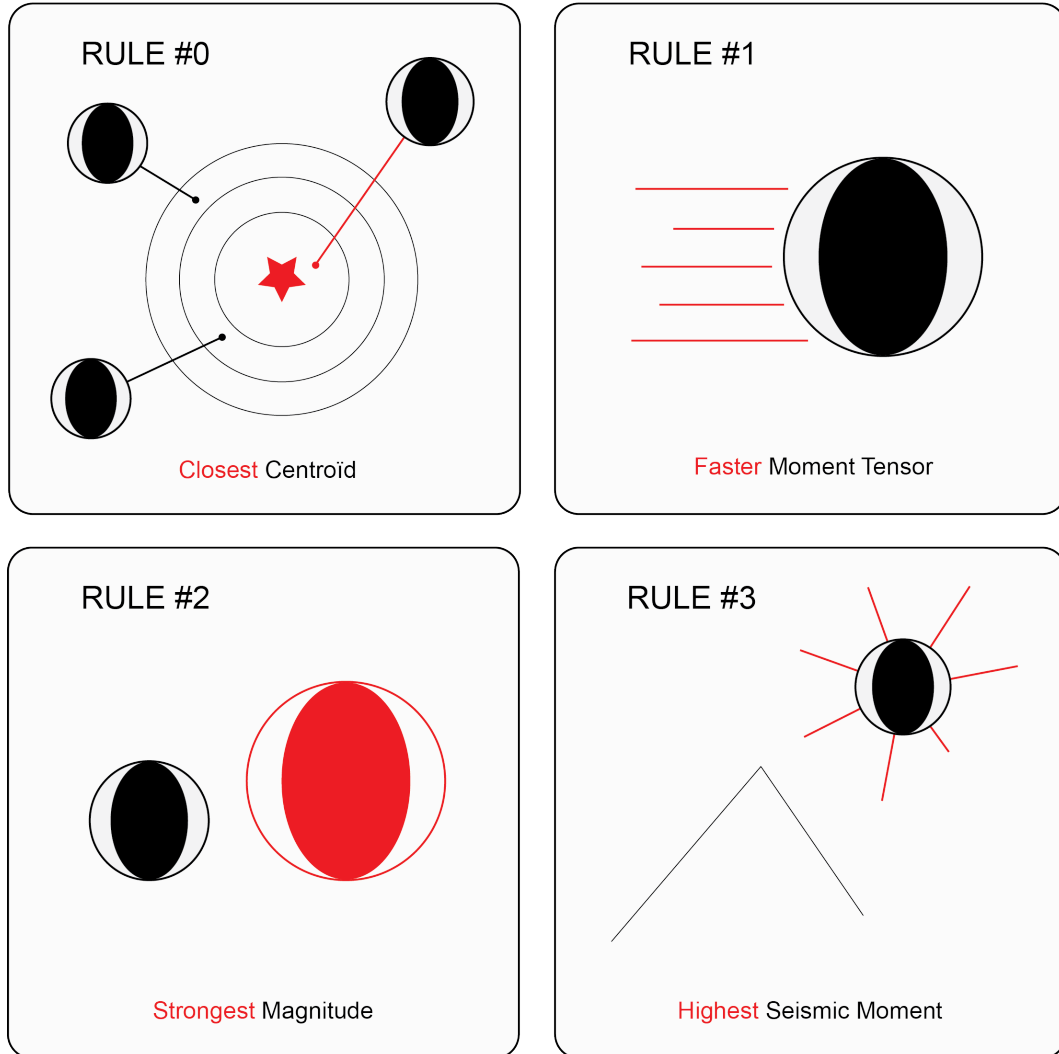 RULE #0
Closest Centroïd
RULE #1
Faster Moment Tensor
RULE #2
Strongest Magnitude
RULE #3
Highest Seismic Moment